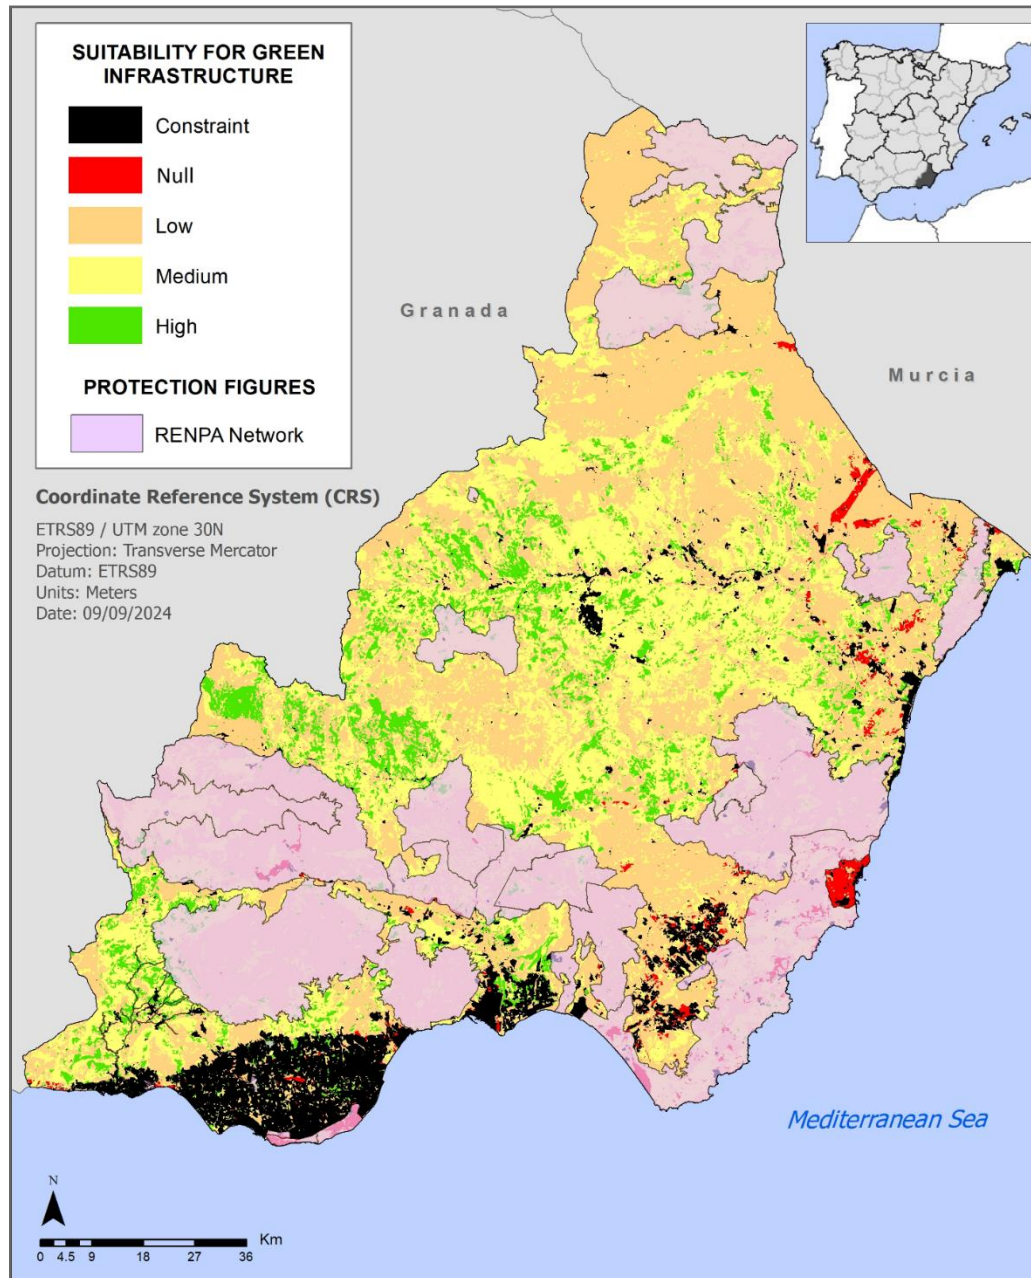 SUITABILITY FOR GREEN
INFRASTRUCTURE
Constraint
Null
Low
Medium
High
PROTECTION FIGURES
RENPA Network
Coordinate Reference System (CRS)
ETRS89 / UTM zone 30N
Projection: Transverse Mercator
Datum: ETRS89
Units: Meters
Date: 09/09/2024
Granada
Murcia
Mediterranean Sea
N
Km
0 4.5 9 18 27 36